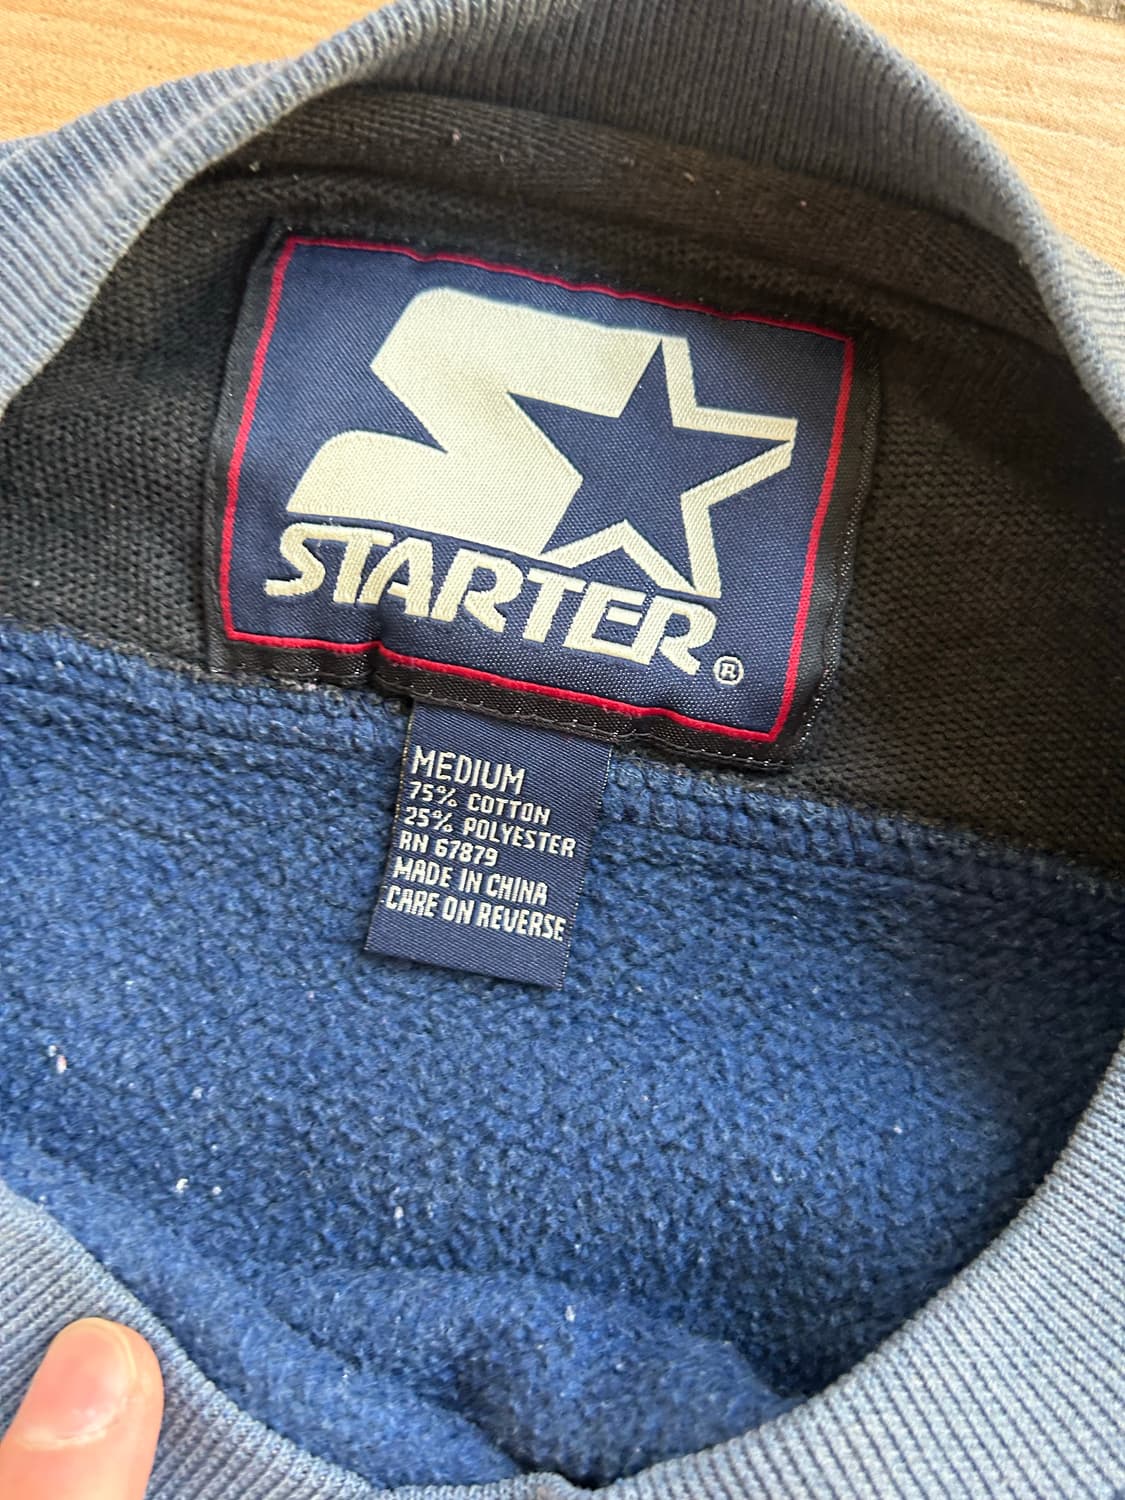 STARTER®
MEDIUM
75% COTTON
25% POLYESTER
RN 67879
MADE IN CHINA
CARE ON REVERSE